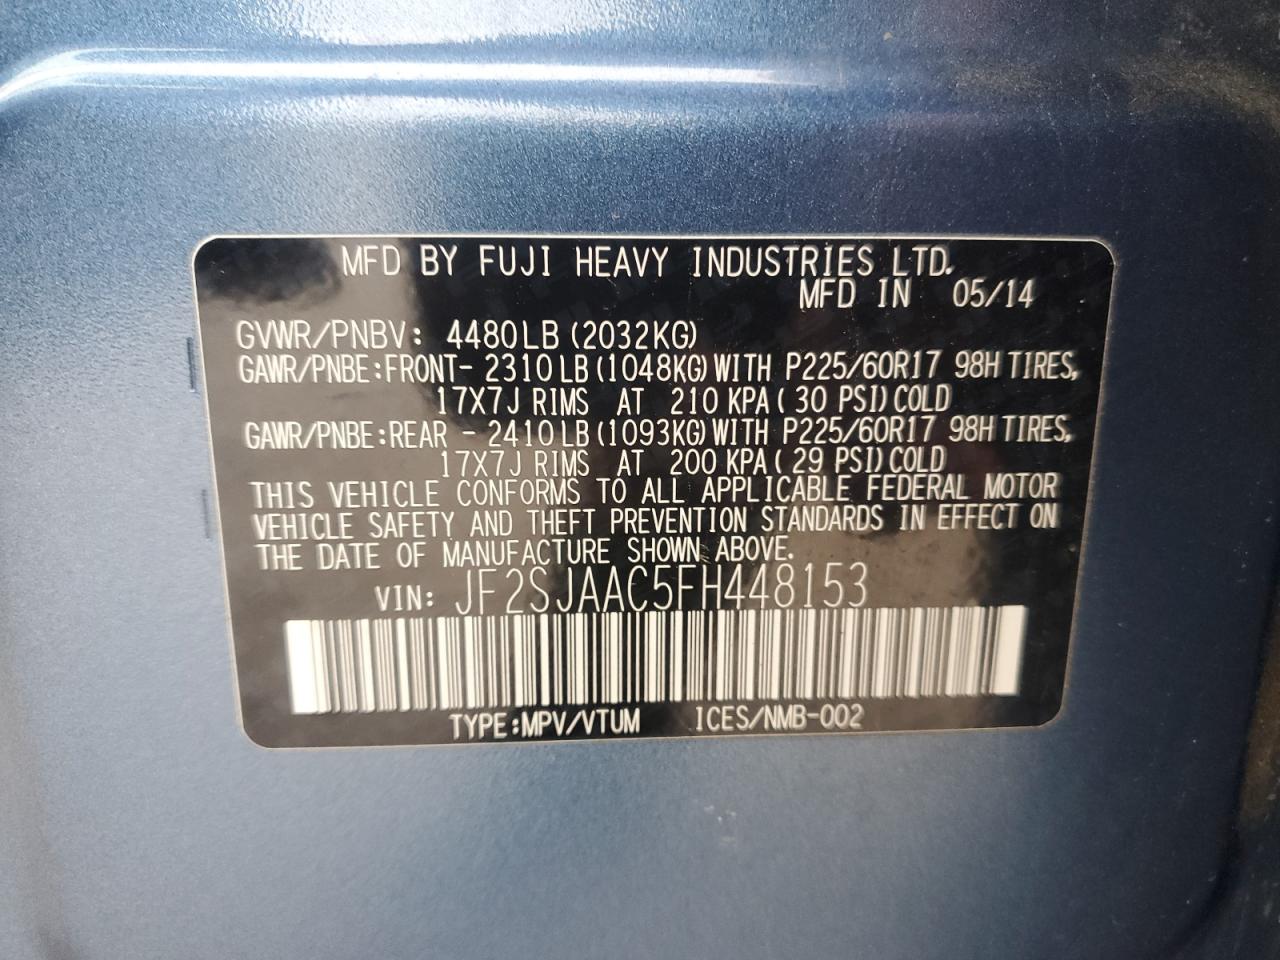 MFD BY FUJI HEAVY INDUSTRIES LTD.
MFD IN 05/14
GVWR/PNBV: 4480LB (2032KG)
GAWR/PNBE:FRONT- 2310LB (1048KG) WITH P225/60R17 98H TIRES,
17X7J RIMS AT 210 KPA ( 30 PSI) COLD
GAWR/PNBE:REAR - 2410LB (1093KG) WITH P225/60R17 98H TIRES,
17X7J RIMS AT 200 KPA ( 29 PSI) COLD
THIS VEHICLE CONFORMS TO ALL APPLICABLE FEDERAL MOTOR
VEHICLE SAFETY AND THEFT PREVENTION STANDARDS IN EFFECT ON
THE DATE OF MANUFACTURE SHOWN ABOVE.
VIN: JF2SJAAC5FH448153
TYPE:MPV/VTUM ICES/NMB-002